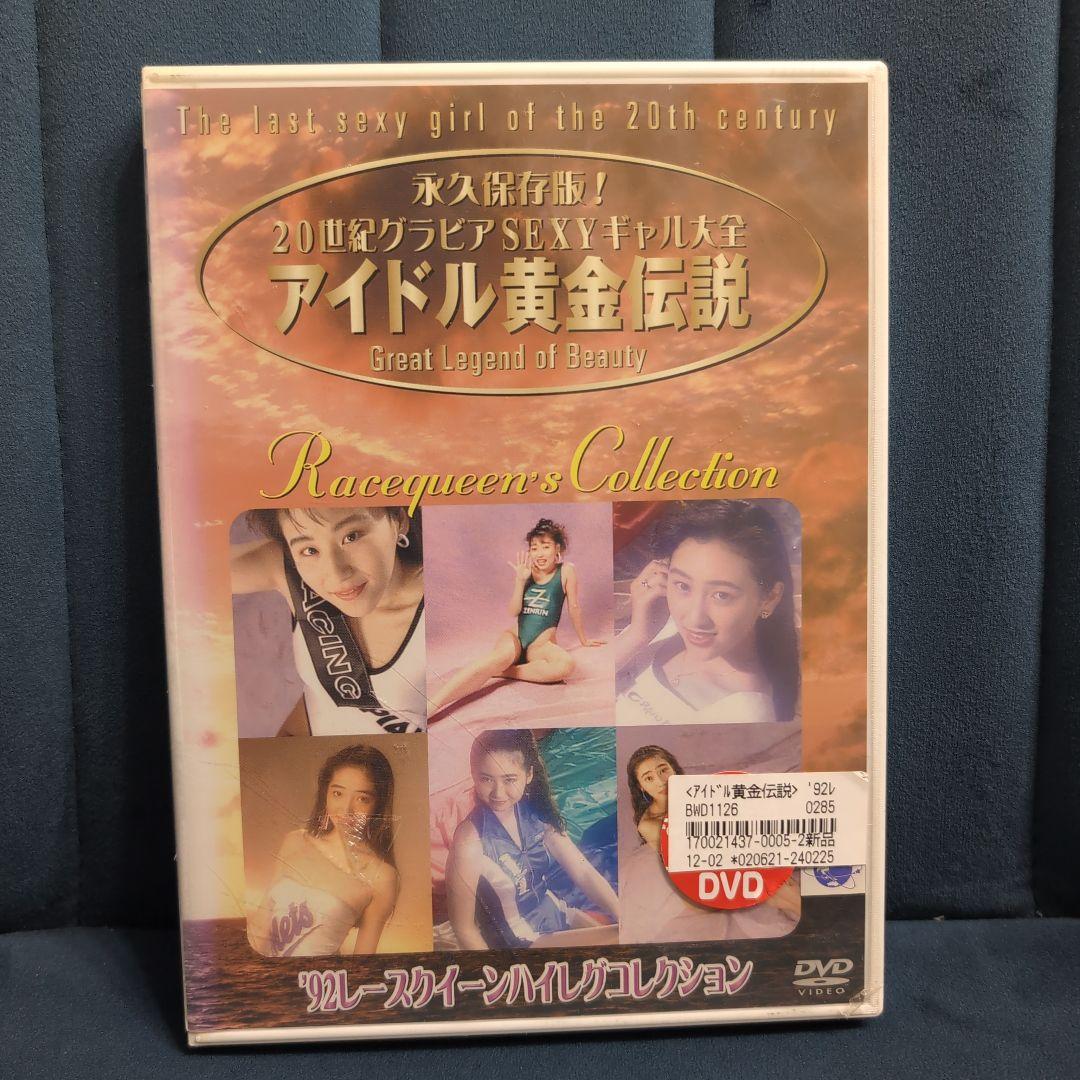 The last sexy girl of the 20th century
永久保存版!
20世紀グラビアSEXYギャル大全
アイドル黄金伝説
Great Legend of Beauty
Racequeen's Collection
ACING
Z
ZENRIN
Mets
<ｱｲﾄﾞﾙ黄金伝説> '92ﾚ
BWD1126 0285
170021437-0005-2新品
12-02 *020621-240225
DVD
'92レースクイーンハイレグコレクション
DVD
VIDEO